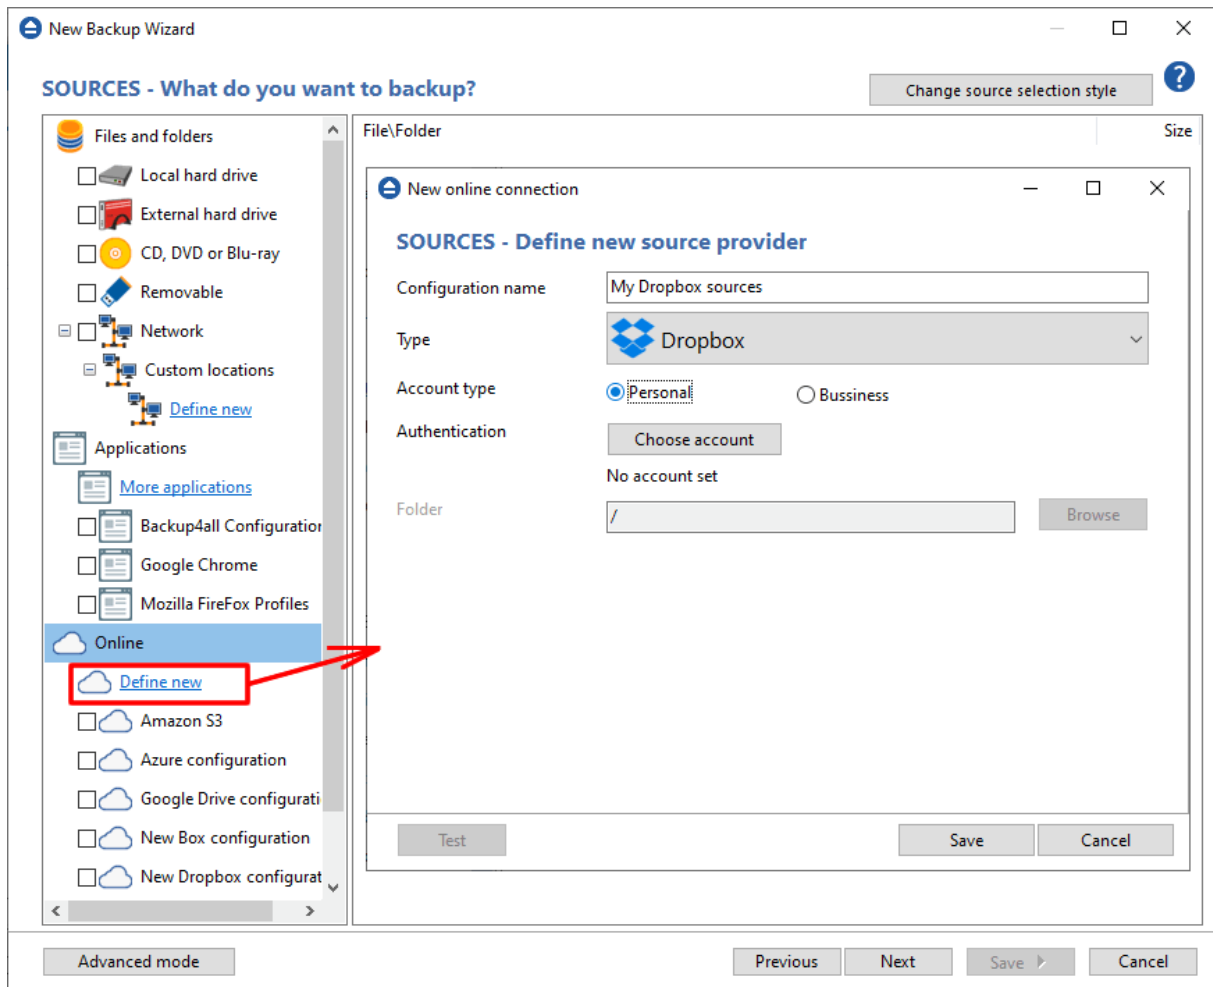 New Backup Wizard
SOURCES - What do you want to backup?
Change source selection style
?
Files and folders
Local hard drive
External hard drive
CD, DVD or Blu-ray
Removable
Network
Custom locations
Define new
Applications
More applications
Backup4all Configuration
Google Chrome
Mozilla FireFox Profiles
Online
Define new
Amazon S3
Azure configuration
Google Drive configurati
New Box configuration
New Dropbox configurat
File\Folder
Size
New online connection
SOURCES - Define new source provider
Configuration name
My Dropbox sources
Type
Dropbox
Account type
Personal
Bussiness
Authentication
Choose account
No account set
Folder
/
Browse
Test
Save
Cancel
Advanced mode
Previous
Next
Save
Cancel